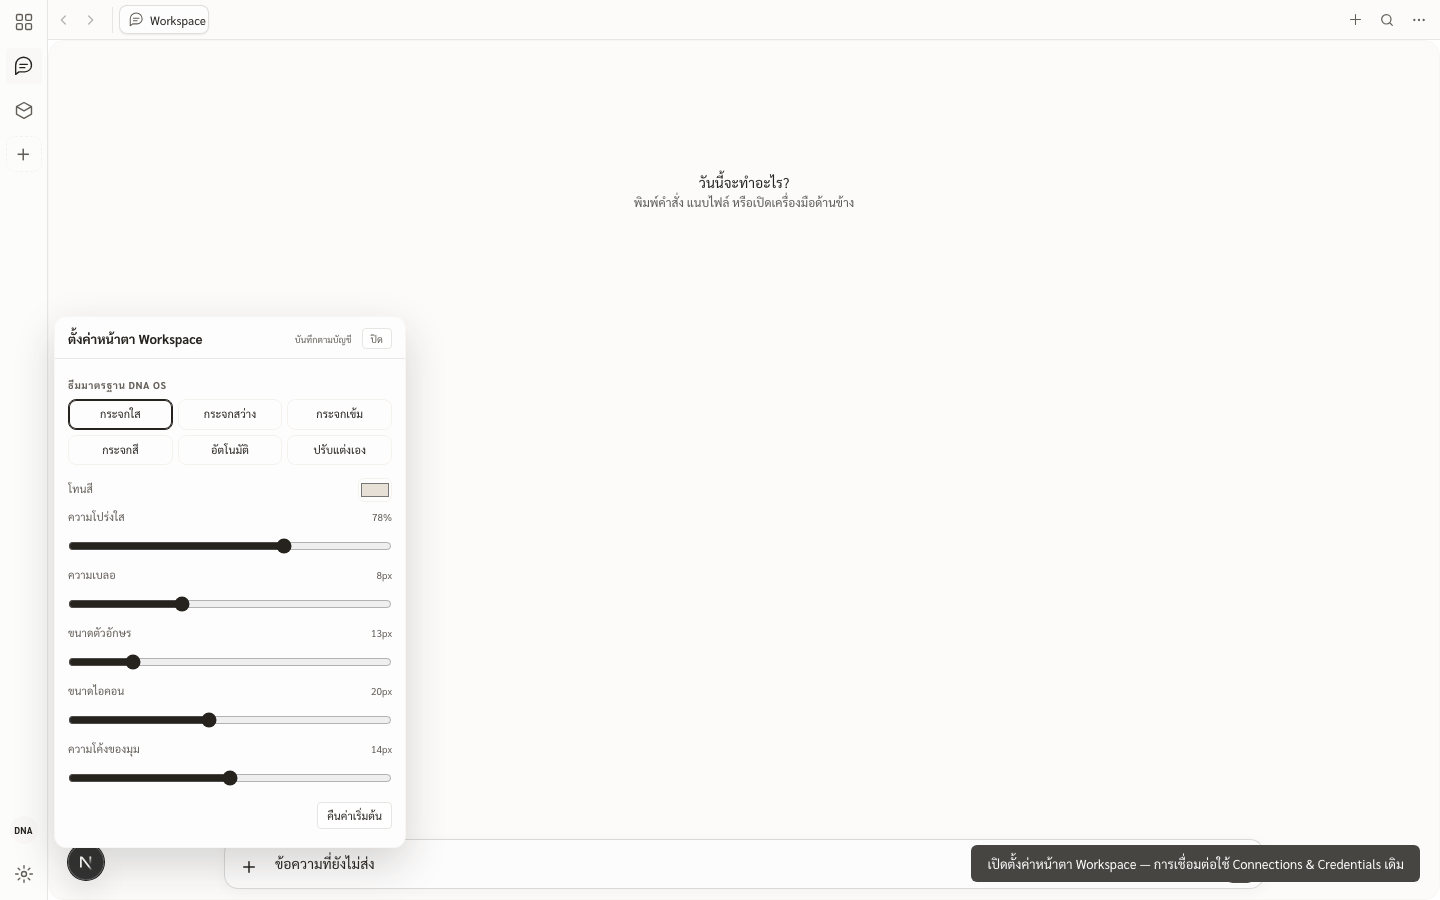 Workspace
วันนี้จะทำอะไร?
พิมพ์คำสั่ง แนบไฟล์ หรือเปิดเครื่องมือด้านข้าง
ตั้งค่าหน้าตา Workspace
บันทึกตามบัญชี
ปิด
ธีมมาตรฐาน DNA OS
กระจกใส
กระจกสว่าง
กระจกเข้ม
กระจกสี
อัตโนมัติ
ปรับแต่งเอง
โทนสี
ความโปร่งใส 78%
ความเบลอ 8px
ขนาดตัวอักษร 13px
ขนาดไอคอน 20px
ความโค้งของมุม 14px
คืนค่าเริ่มต้น
DNA
N
ข้อความที่ยังไม่ส่ง
เปิดตั้งค่าหน้าตา Workspace — การเชื่อมต่อใช้ Connections & Credentials เดิม